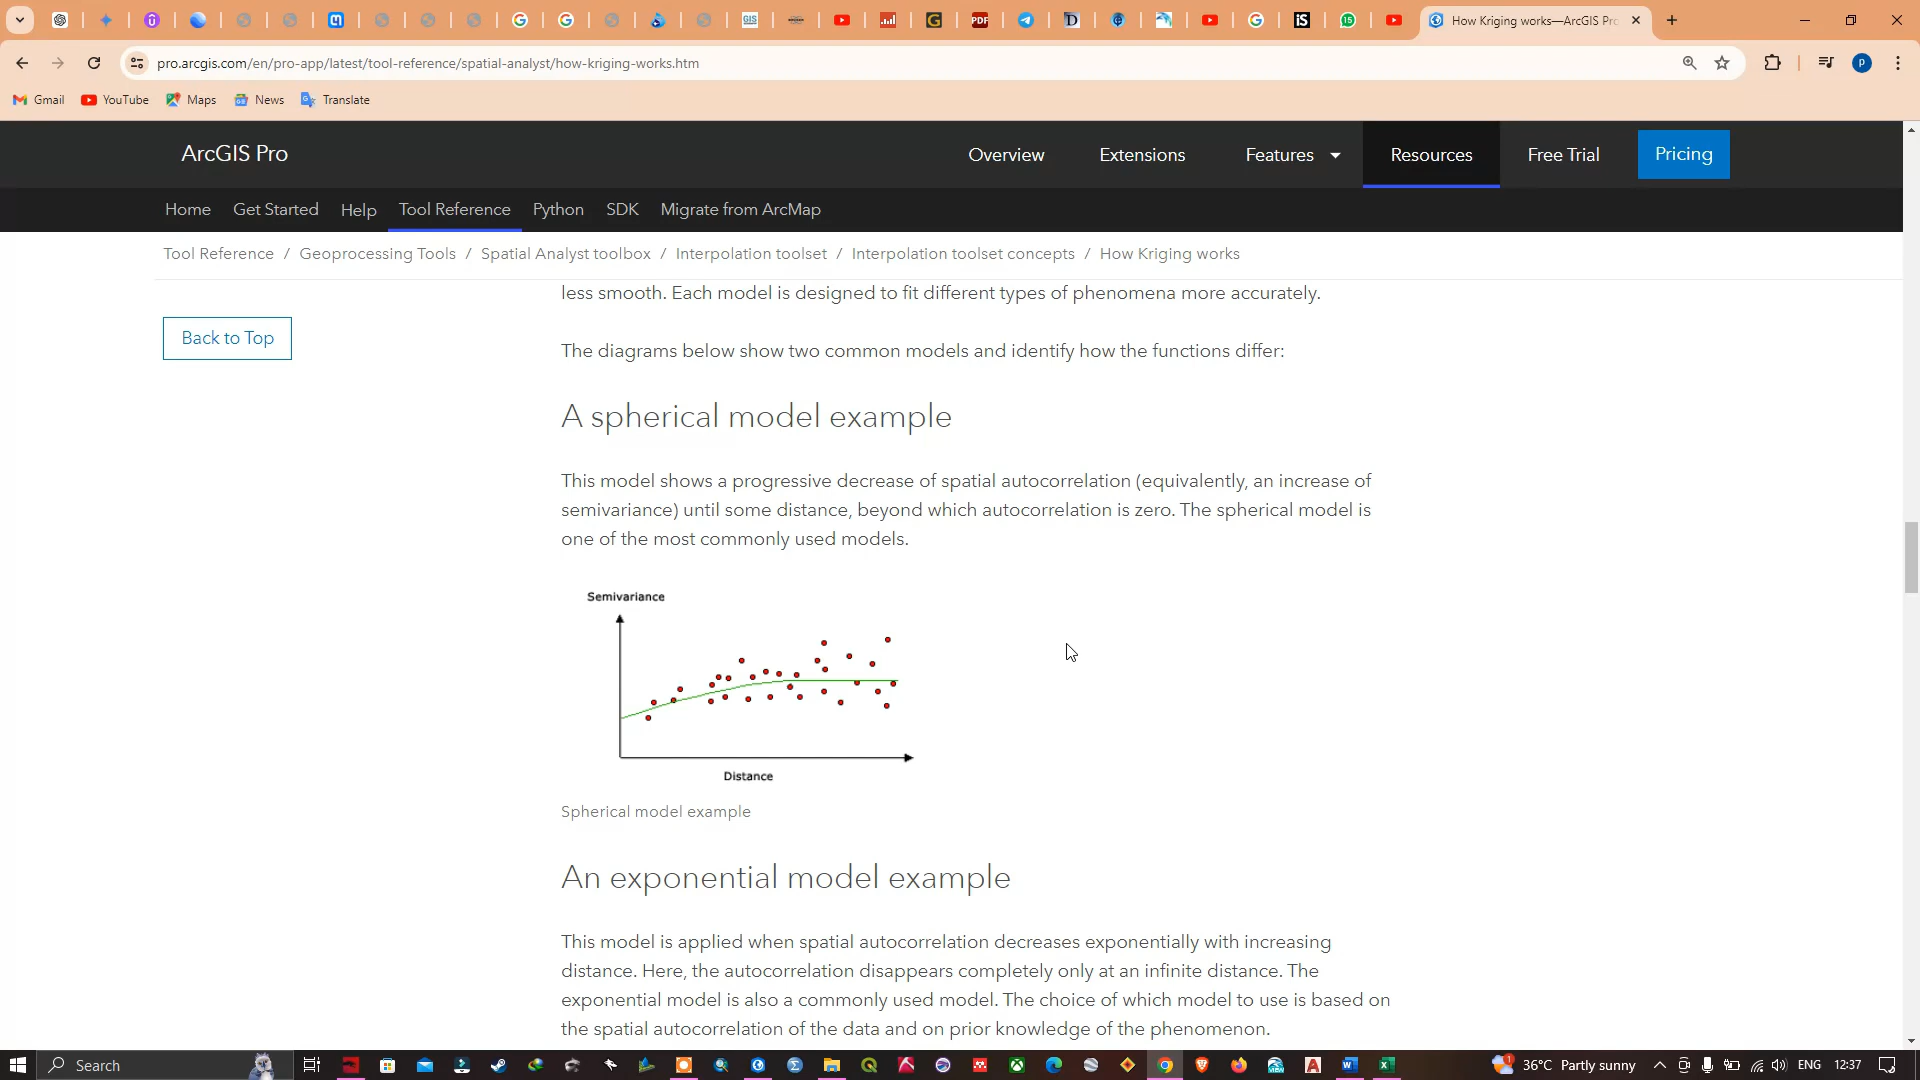 How Kriging works—ArcGIS Pro
pro.arcgis.com/en/pro-app/latest/tool-reference/spatial-analyst/how-kriging-works.htm
Gmail YouTube Maps News Translate
ArcGIS Pro
Overview Extensions Features Resources Free Trial Pricing
Home Get Started Help Tool Reference Python SDK Migrate from ArcMap
Tool Reference / Geoprocessing Tools / Spatial Analyst toolbox / Interpolation toolset / Interpolation toolset concepts / How Kriging works
Back to Top
less smooth. Each model is designed to fit different types of phenomena more accurately.
The diagrams below show two common models and identify how the functions differ:
A spherical model example
This model shows a progressive decrease of spatial autocorrelation (equivalently, an increase of
semivariance) until some distance, beyond which autocorrelation is zero. The spherical model is
one of the most commonly used models.
Semivariance
Distance
Spherical model example
An exponential model example
This model is applied when spatial autocorrelation decreases exponentially with increasing
distance. Here, the autocorrelation disappears completely only at an infinite distance. The
exponential model is also a commonly used model. The choice of which model to use is based on
the spatial autocorrelation of the data and on prior knowledge of the phenomenon.
Search
36°C Partly sunny
ENG
12:37